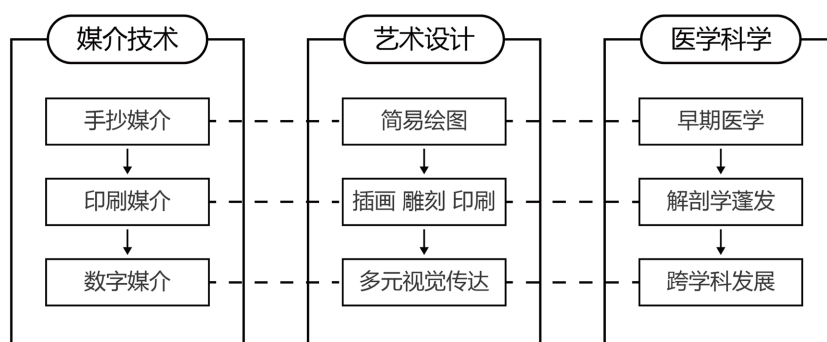 媒介技术 艺术设计 医学科学
手抄媒介 简易绘图 早期医学
印刷媒介 插画 雕刻 印刷 解剖学蓬发
数字媒介 多元视觉传达 跨学科发展